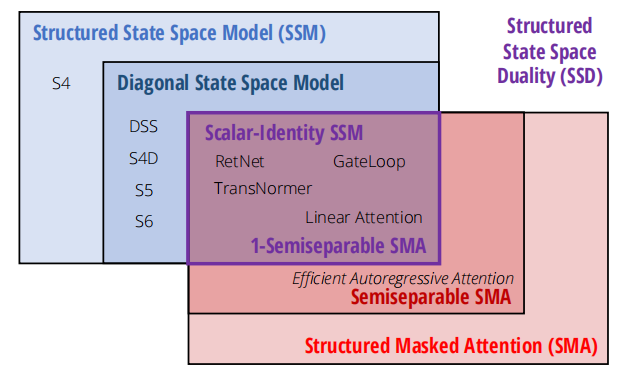 Structured State Space Model (SSM)
Structured
State Space
Duality (SSD)
S4
Diagonal State Space Model
DSS
S4D
S5
S6
Scalar-Identity SSM
RetNet
GateLoop
TransNormer
Linear Attention
1-Semiseparable SMA
Efficient Autoregressive Attention
Semiseparable SMA
Structured Masked Attention (SMA)